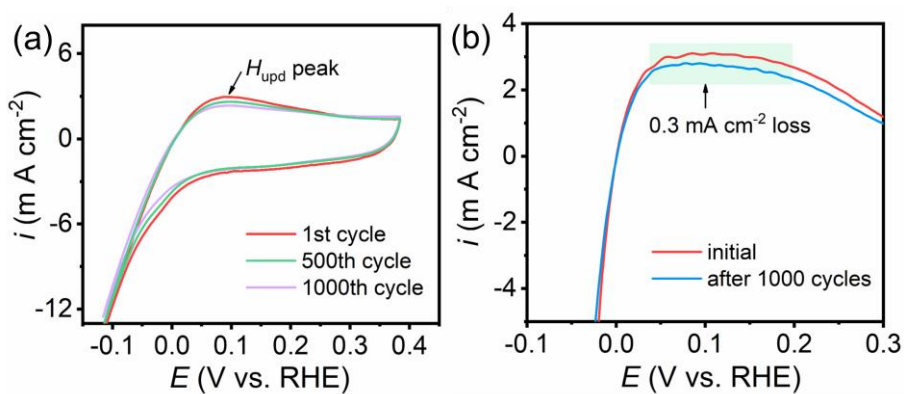 (a)
6
0
-6
-12
i (m A cm-2)
Hupd peak
1st cycle
500th cycle
1000th cycle
-0.1 0.0 0.1 0.2 0.3 0.4
E (V vs. RHE)
(b)
4
2
0
-2
-4
i (m A cm-2)
0.3 mA cm-2 loss
initial
after 1000 cycles
-0.1 0.0 0.1 0.2 0.3
E (V vs. RHE)